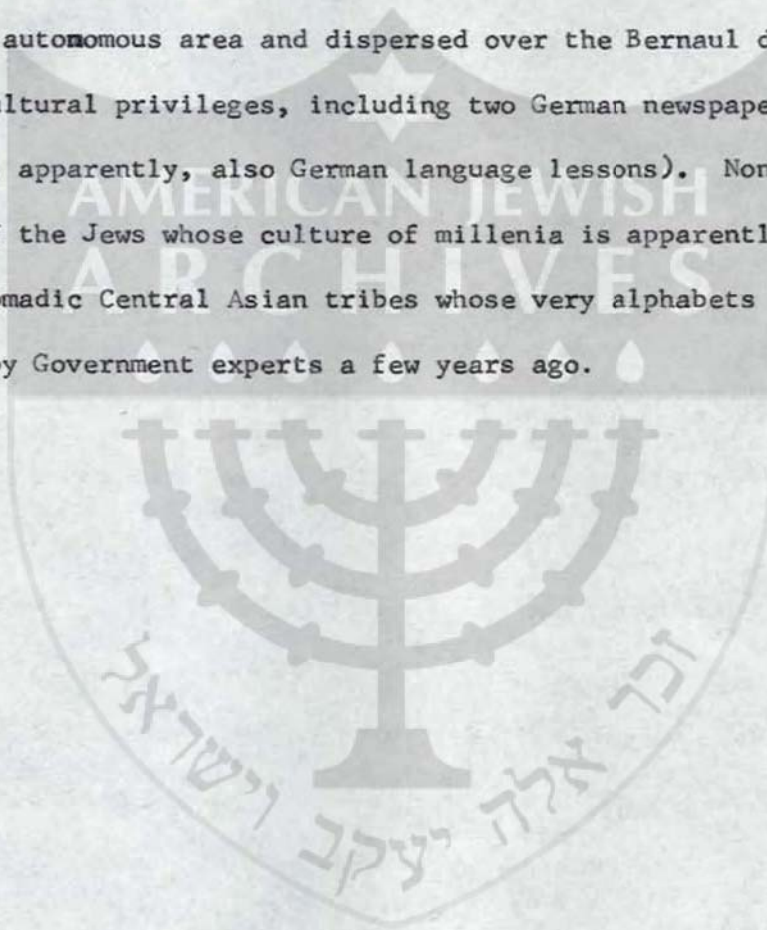 autonomous area and dispersed over the Bernaul
ultural privileges, including two German newspape
apparently, also German language lessons). Non
the Jews whose culture of millenia is apparentl
madic Central Asian tribes whose very alphabets
y Government experts a few years ago.
AMERICAN JEWISH
ARCHIVES
זכר אלה יעקב וישראל